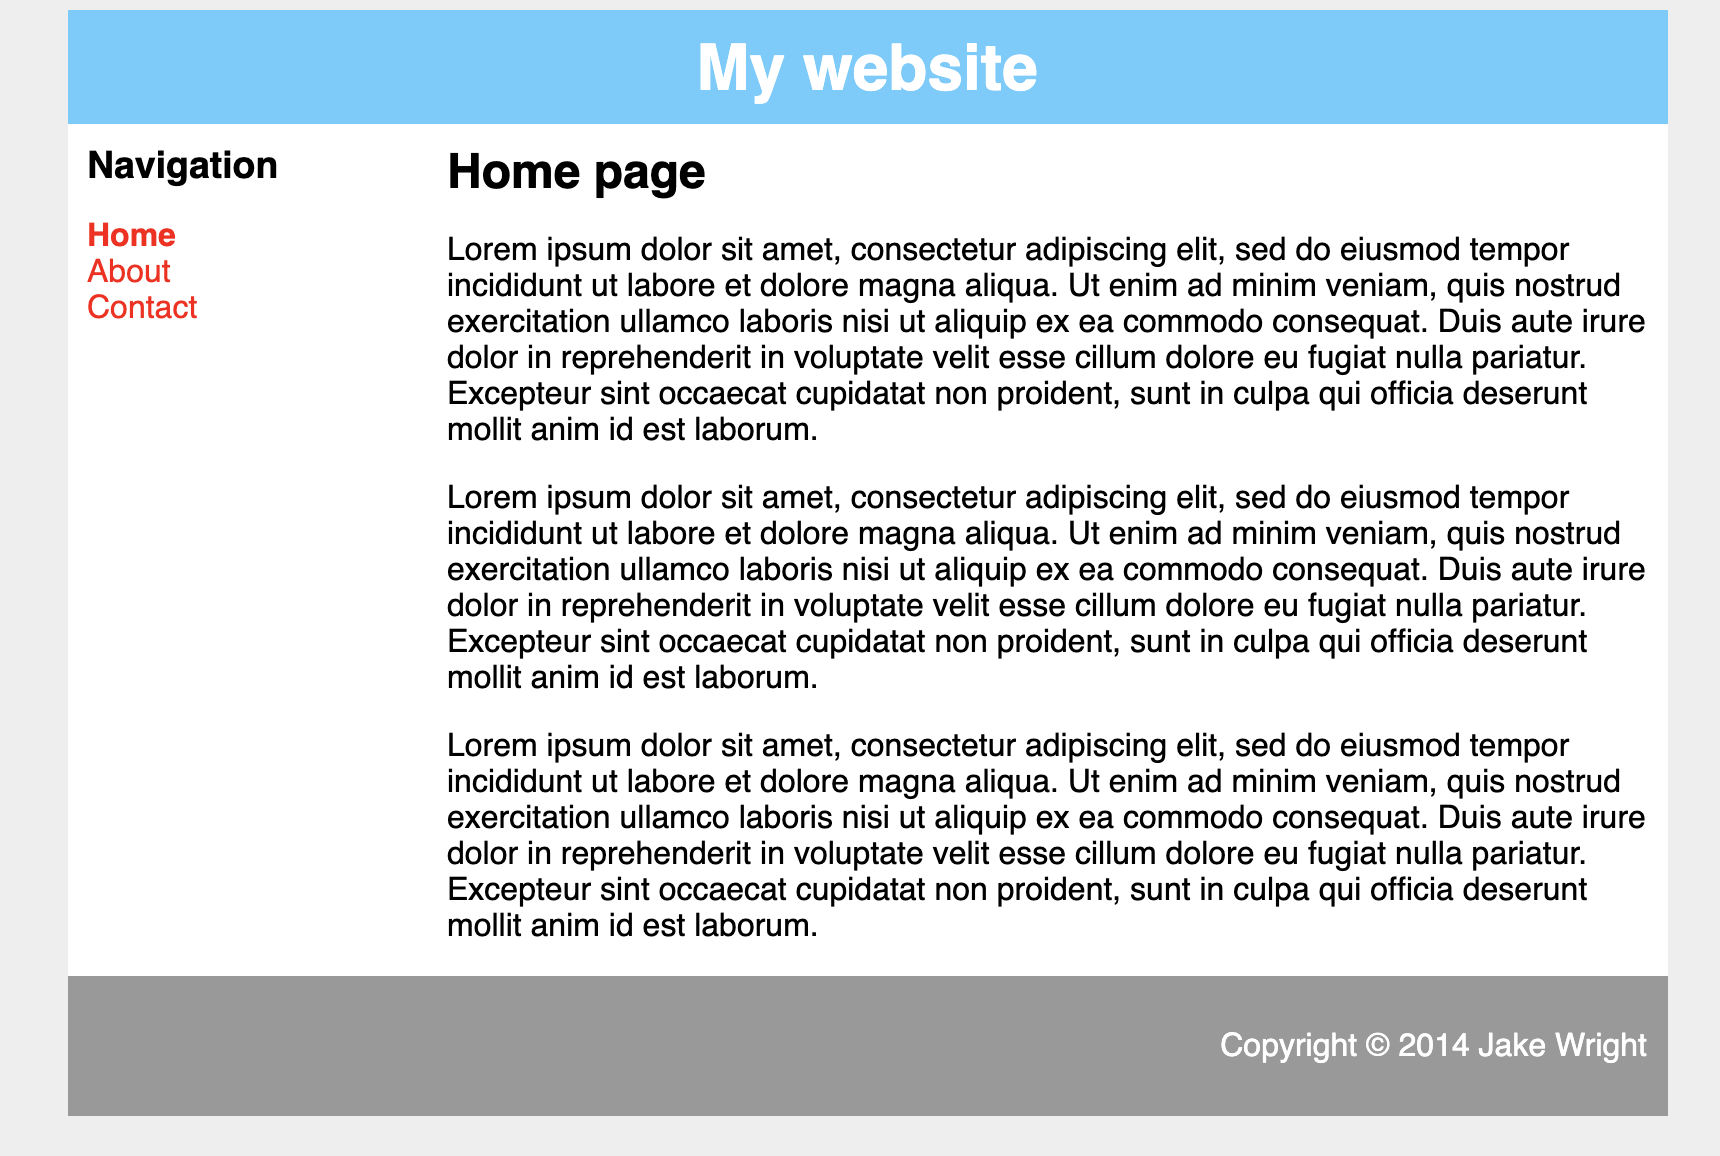 My website
Navigation
Home
About
Contact
Home page
Lorem ipsum dolor sit amet, consectetur adipiscing elit, sed do eiusmod tempor
incididunt ut labore et dolore magna aliqua. Ut enim ad minim veniam, quis nostrud
exercitation ullamco laboris nisi ut aliquip ex ea commodo consequat. Duis aute irure
dolor in reprehenderit in voluptate velit esse cillum dolore eu fugiat nulla pariatur.
Excepteur sint occaecat cupidatat non proident, sunt in culpa qui officia deserunt
mollit anim id est laborum.
Lorem ipsum dolor sit amet, consectetur adipiscing elit, sed do eiusmod tempor
incididunt ut labore et dolore magna aliqua. Ut enim ad minim veniam, quis nostrud
exercitation ullamco laboris nisi ut aliquip ex ea commodo consequat. Duis aute irure
dolor in reprehenderit in voluptate velit esse cillum dolore eu fugiat nulla pariatur.
Excepteur sint occaecat cupidatat non proident, sunt in culpa qui officia deserunt
mollit anim id est laborum.
Lorem ipsum dolor sit amet, consectetur adipiscing elit, sed do eiusmod tempor
incididunt ut labore et dolore magna aliqua. Ut enim ad minim veniam, quis nostrud
exercitation ullamco laboris nisi ut aliquip ex ea commodo consequat. Duis aute irure
dolor in reprehenderit in voluptate velit esse cillum dolore eu fugiat nulla pariatur.
Excepteur sint occaecat cupidatat non proident, sunt in culpa qui officia deserunt
mollit anim id est laborum.
Copyright © 2014 Jake Wright